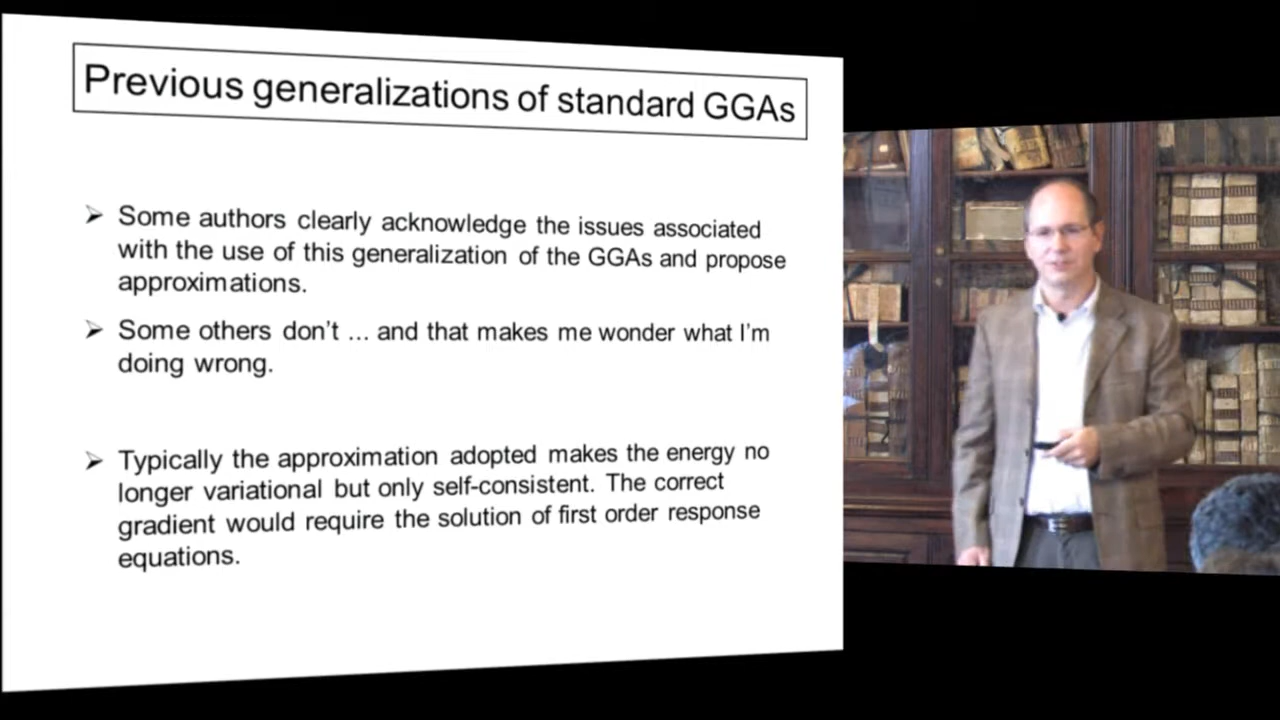 Previous generalizations of standard GGAs
➢ Some authors clearly acknowledge the issues associated
with the use of this generalization of the GGAs and propose
approximations.
➢ Some others don't ... and that makes me wonder what I'm
doing wrong.
➢ Typically the approximation adopted makes the energy no
longer variational but only self-consistent. The correct
gradient would require the solution of first order response
equations.